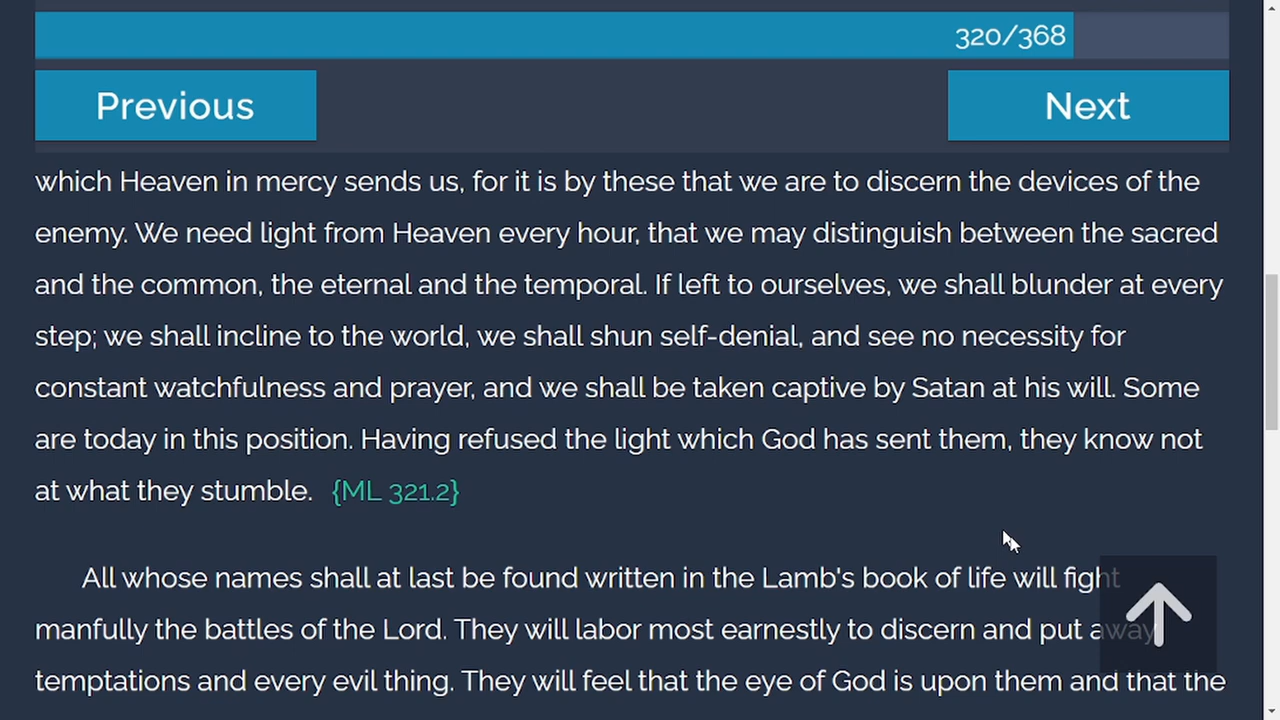 320/368
Previous
Next
which Heaven in mercy sends us, for it is by these that we are to discern the devices of the
enemy. We need light from Heaven every hour, that we may distinguish between the sacred
and the common, the eternal and the temporal. If left to ourselves, we shall blunder at every
step; we shall incline to the world, we shall shun self-denial, and see no necessity for
constant watchfulness and prayer, and we shall be taken captive by Satan at his will. Some
are today in this position. Having refused the light which God has sent them, they know not
at what they stumble. {ML 321.2}
All whose names shall at last be found written in the Lamb's book of life will fight
manfully the battles of the Lord. They will labor most earnestly to discern and put away
temptations and every evil thing. They will feel that the eye of God is upon them and that the